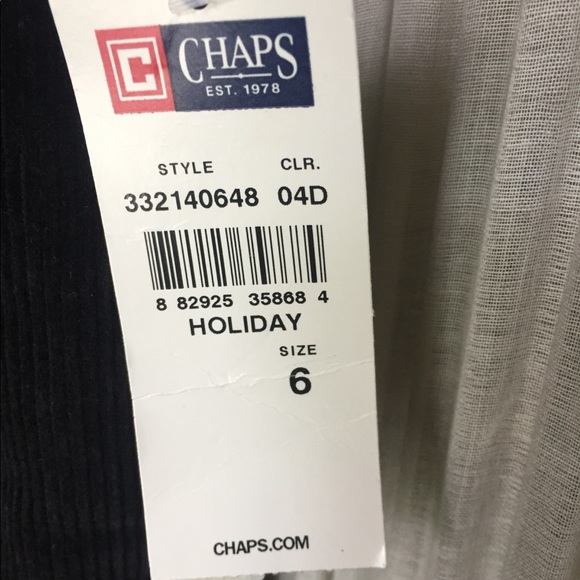 C CHAPS
EST. 1978
STYLE CLR.
332140648 04D
8 82925 35868 4
HOLIDAY
SIZE
6
CHAPS.COM